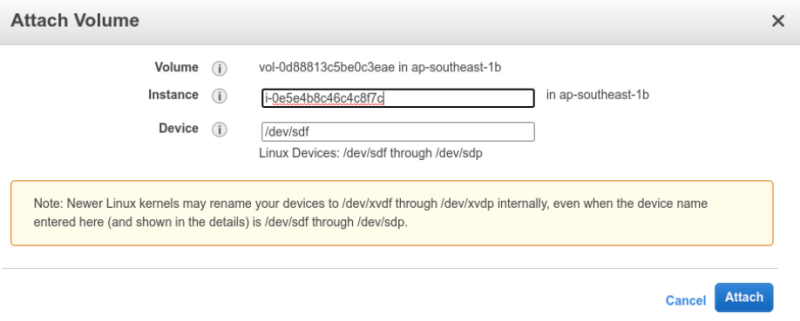 Attach Volume
Volume vol-0d88813c5be0c3eae in ap-southeast-1b
Instance i-0e5e4b8c46c4c8f7c in ap-southeast-1b
Device /dev/sdf
Linux Devices: /dev/sdf through /dev/sdp
Note: Newer Linux kernels may rename your devices to /dev/xvdf through /dev/xvdp internally, even when the device name
entered here (and shown in the details) is /dev/sdf through /dev/sdp.
Cancel Attach